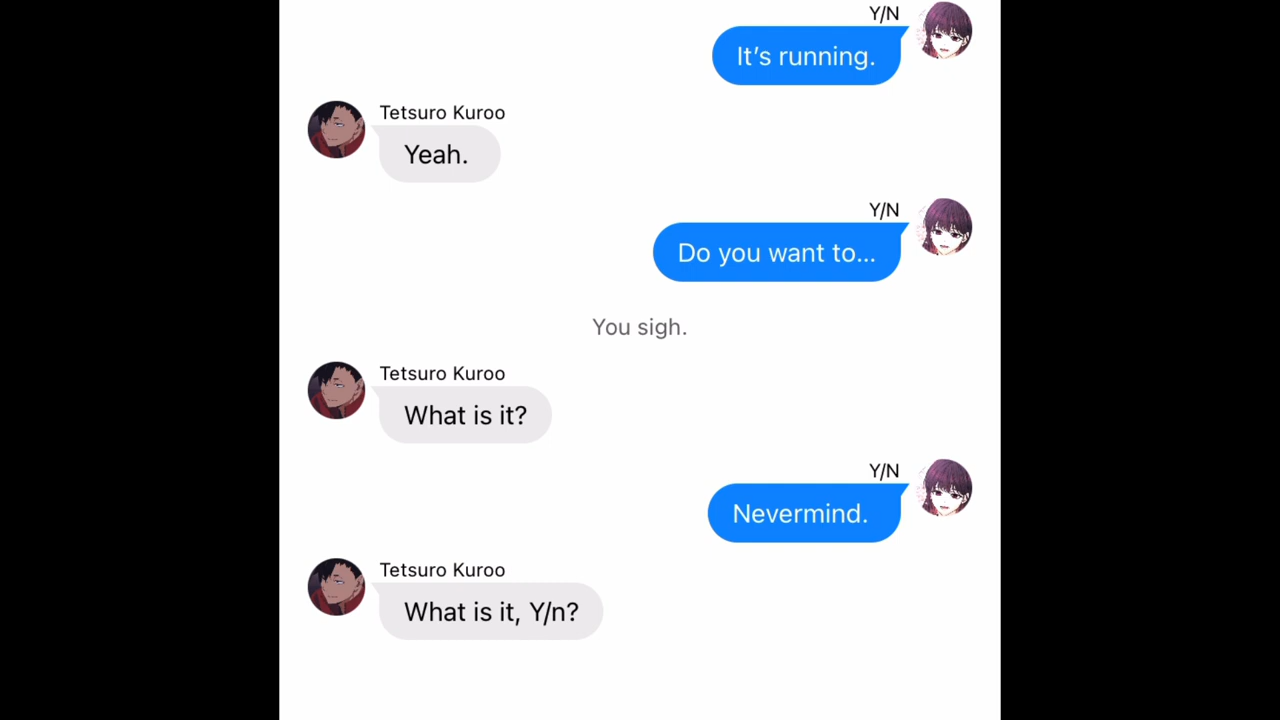 Y/N
It’s running.
Tetsuro Kuroo
Yeah.
Y/N
Do you want to...
You sigh.
Tetsuro Kuroo
What is it?
Y/N
Nevermind.
Tetsuro Kuroo
What is it, Y/n?